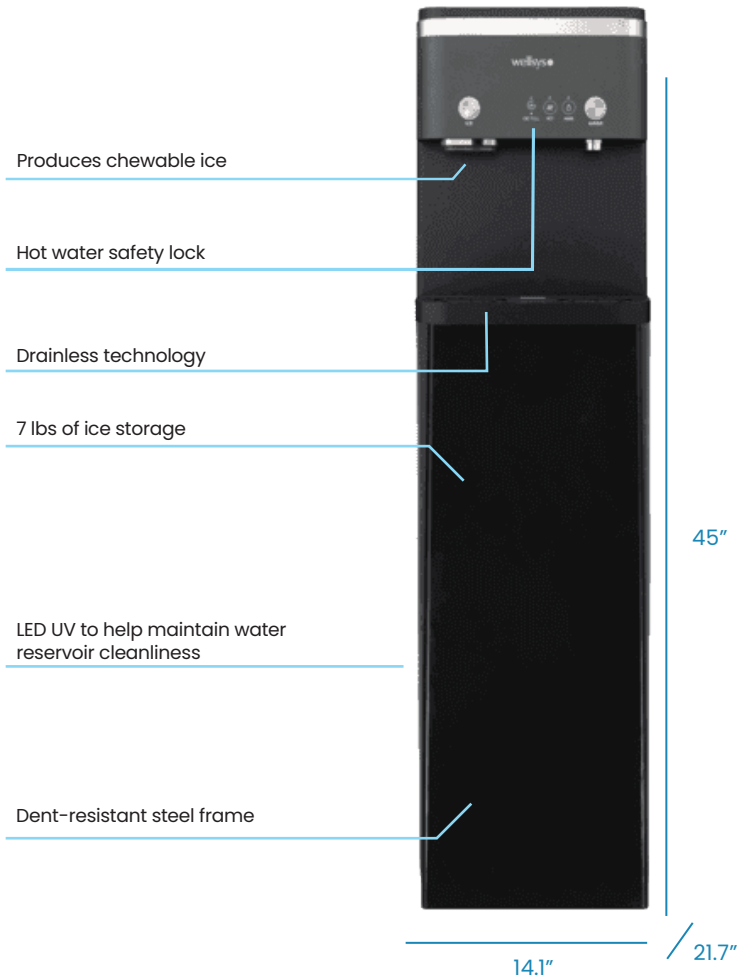 wellsys
Produces chewable ice
Hot water safety lock
Drainless technology
7 lbs of ice storage
45”
LED UV to help maintain water
reservoir cleanliness
Dent-resistant steel frame
14.1”
21.7”